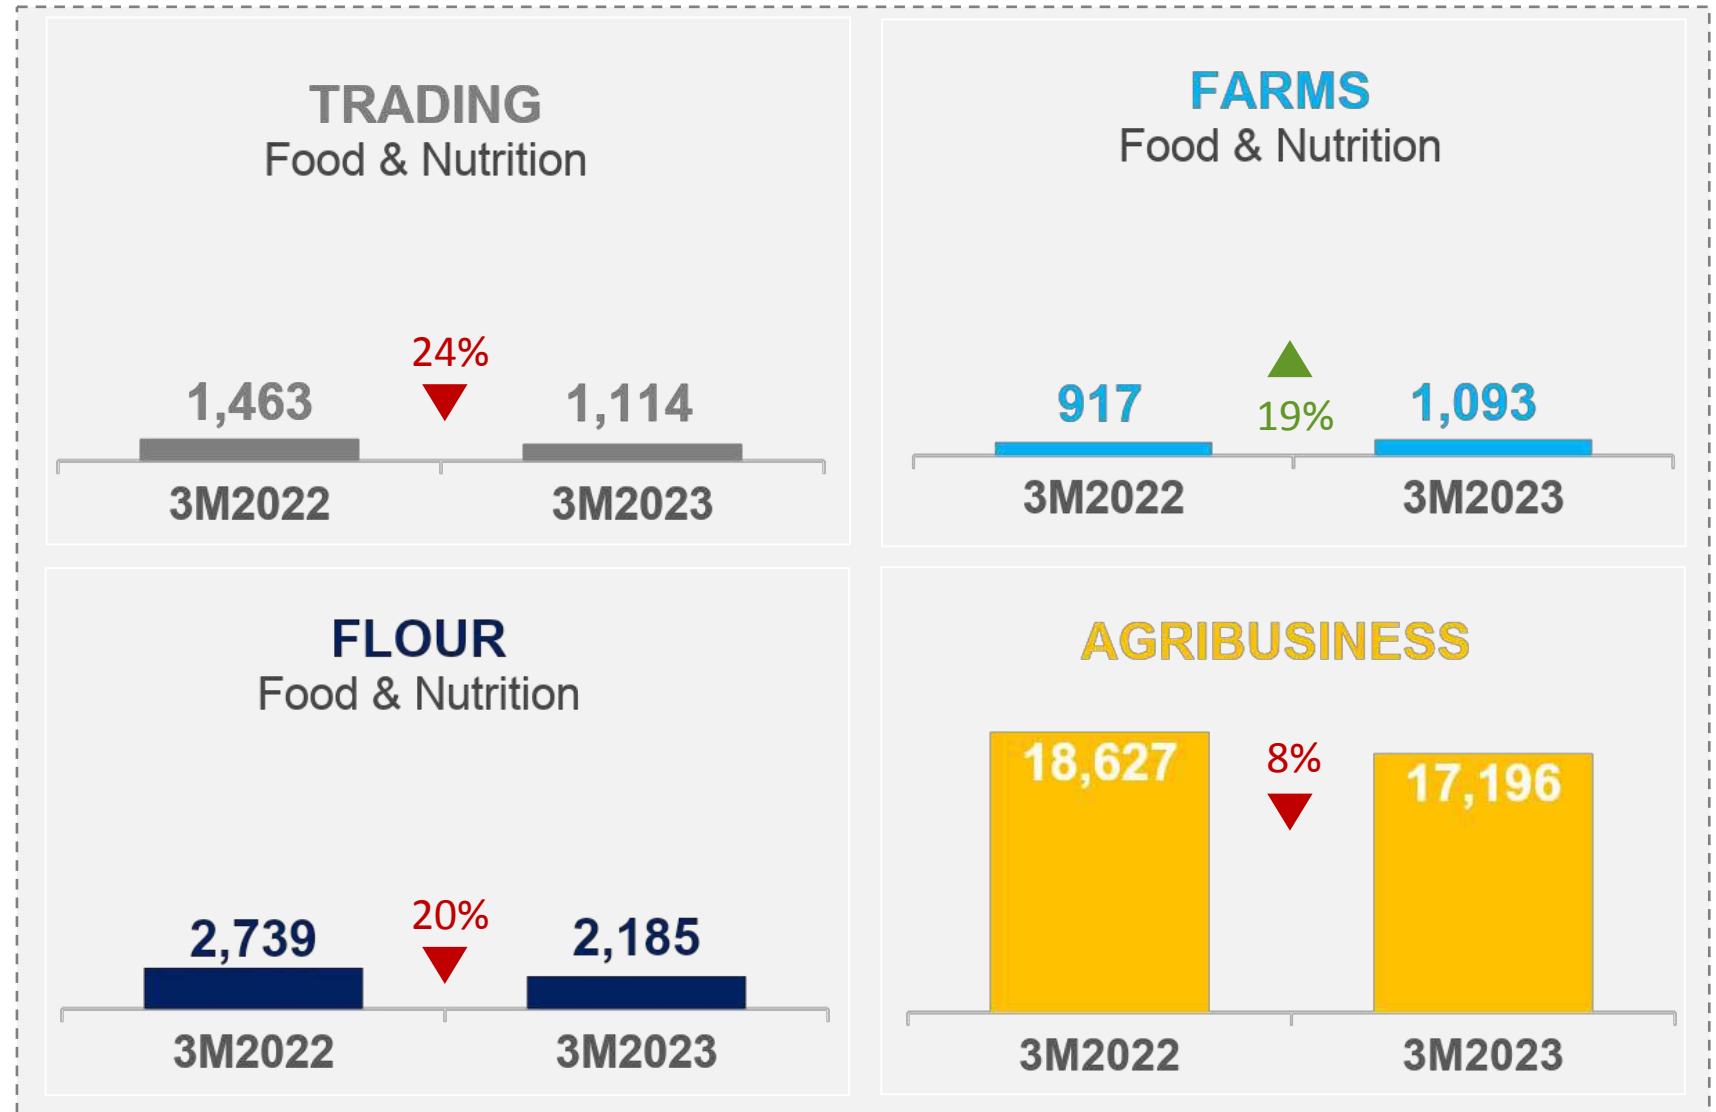 TRADING
Food & Nutrition
24%
1,463
1,114
3M2022
3M2023
FARMS
Food & Nutrition
917
19%
1,093
3M2022
3M2023
FLOUR
Food & Nutrition
20%
2,739
2,185
3M2022
3M2023
AGRIBUSINESS
18,627
8%
17,196
3M2022
3M2023